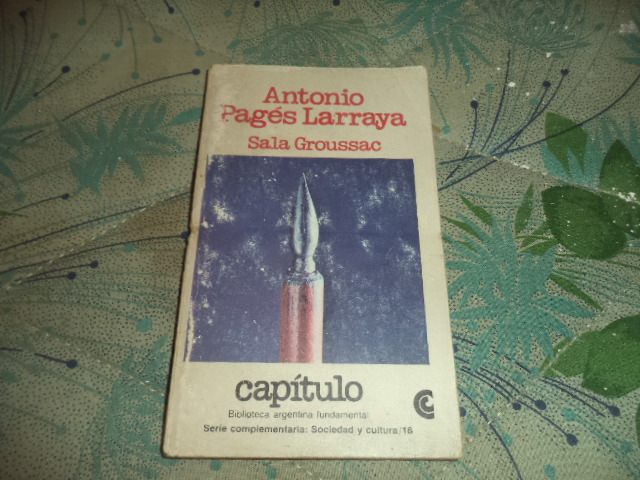 Antonio
Pagés Larraya
Sala Groussac
capítulo
Biblioteca argentina fundamental
Serie complementaria: Sociedad y cultura/18